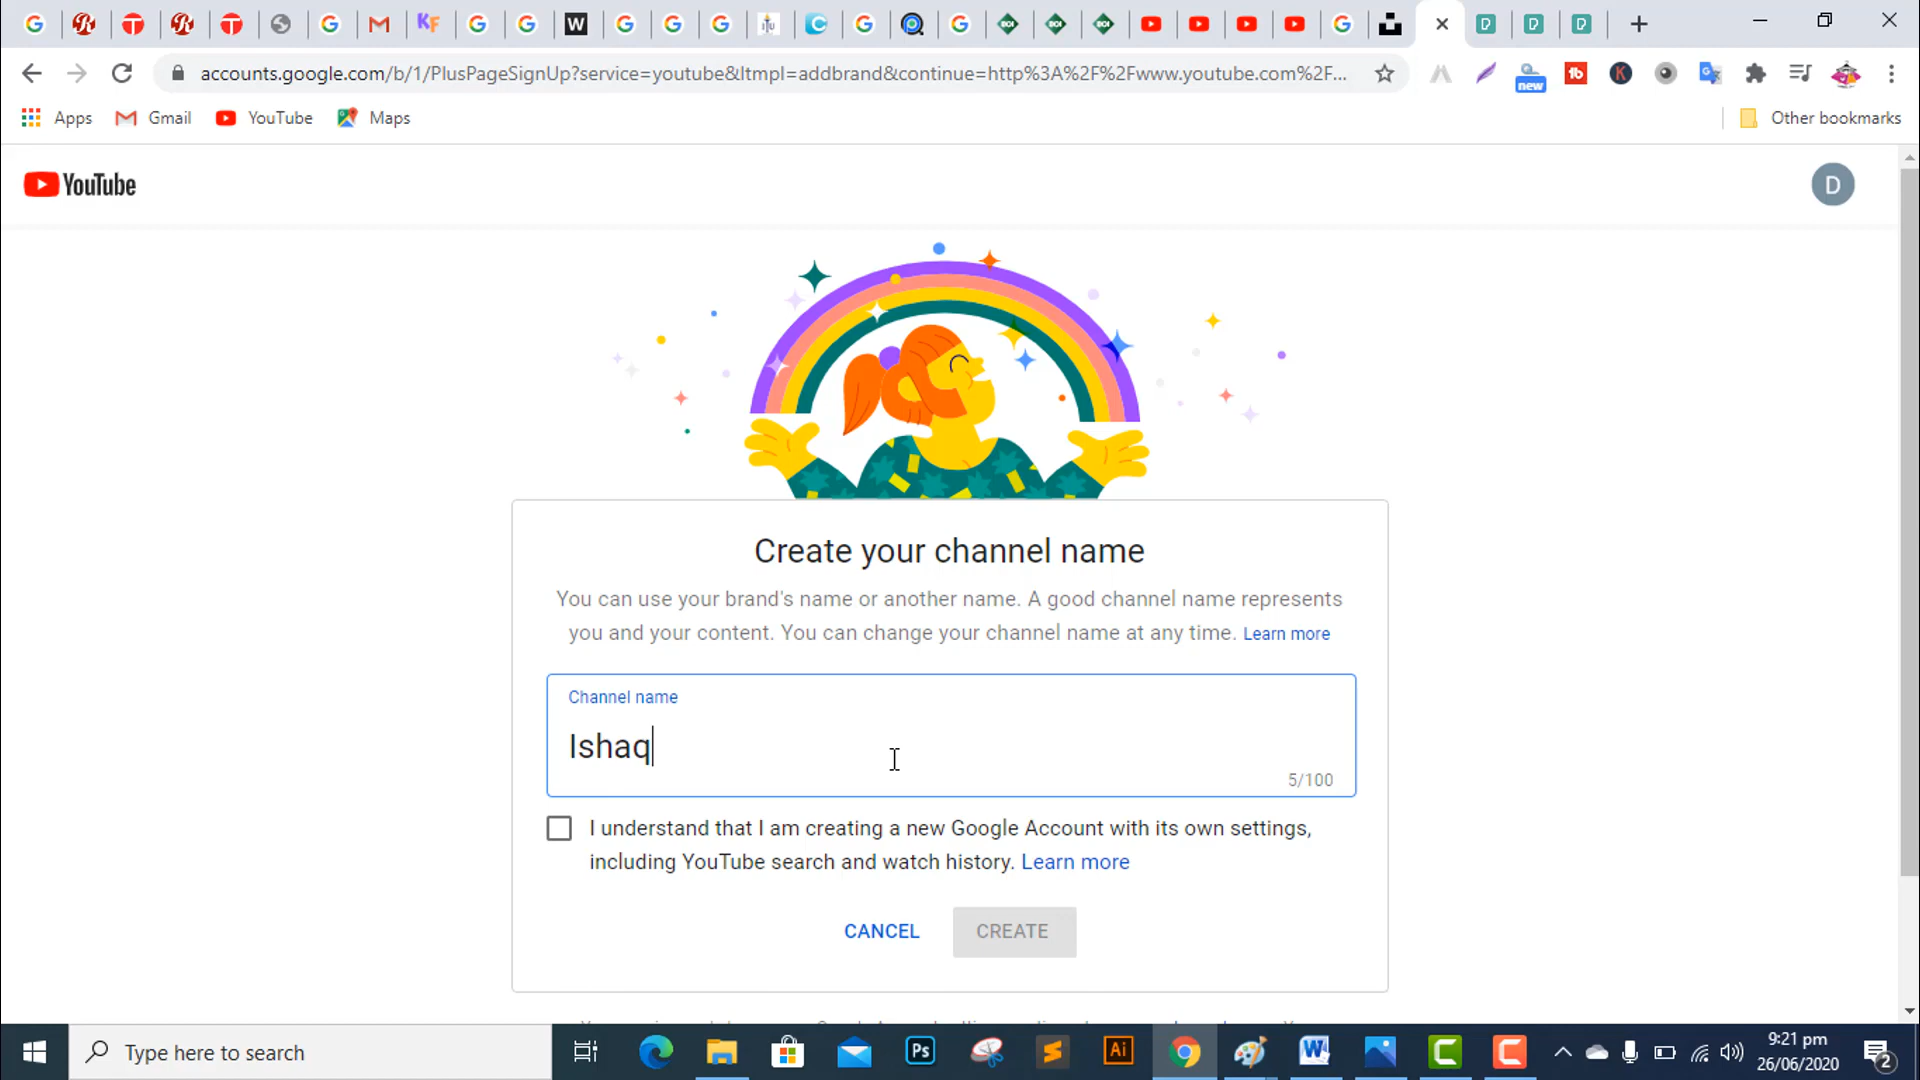 accounts.google.com/b/1/PlusPageSignUp?service=youtube&ltmpl=addbrand&continue=http%3A%2F%2Fwww.youtube.com%2F...
new
Apps
Gmail
YouTube
Maps
Other bookmarks
YouTube
D
Create your channel name
You can use your brand's name or another name. A good channel name represents
you and your content. You can change your channel name at any time. Learn more
Channel name
Ishaq
5/100
I understand that I am creating a new Google Account with its own settings,
including YouTube search and watch history. Learn more
CANCEL
CREATE
Type here to search
Ps
Ai
9:21 pm
26/06/2020
2